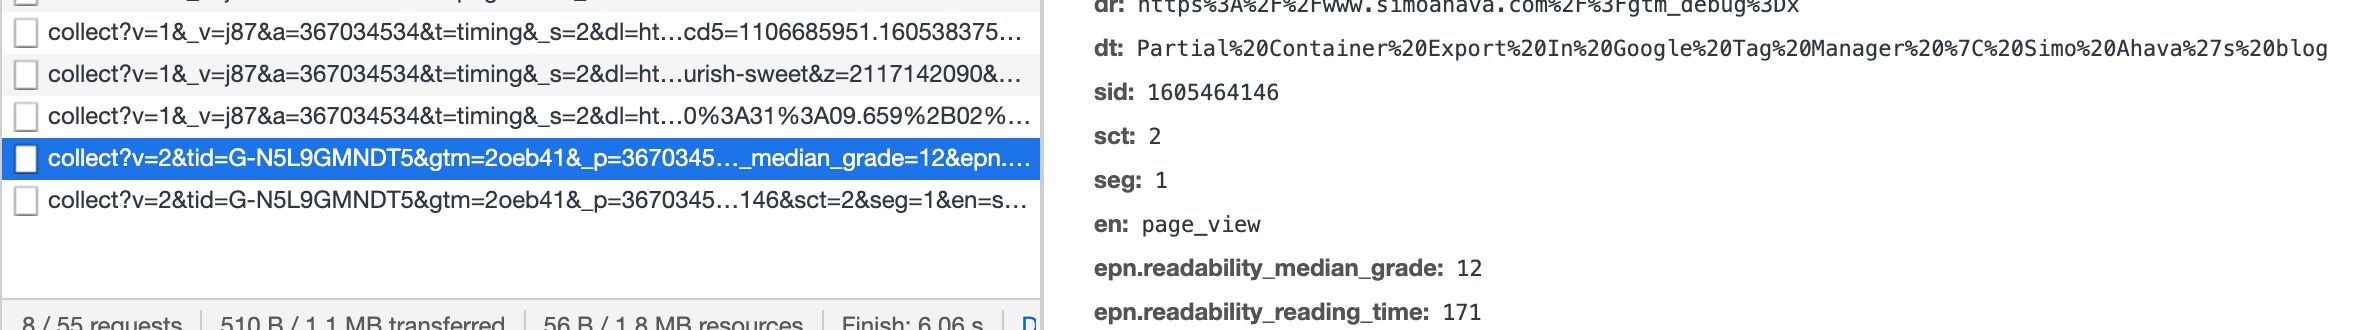 collect?v=1&_v=j87&a=367034534&t=timing&_s=2&dl=ht…cd5=1106685951.160538375…
collect?v=1&_v=j87&a=367034534&t=timing&_s=2&dl=ht…urish-sweet&z=2117142090&…
collect?v=1&_v=j87&a=367034534&t=timing&_s=2&dl=ht…0%3A31%3A09.659%2B02%…
collect?v=2&tid=G-N5L9GMNDT5&gtm=2oeb41&_p=3670345…_median_grade=12&epn.…
collect?v=2&tid=G-N5L9GMNDT5&gtm=2oeb41&_p=3670345…146&sct=2&seg=1&en=s…
8 / 55 requests 510 B / 1.1 MB transferred 56 B / 1.8 MB resources Finish: 6.06 s
dr: https%3A%2F%2Fwww.simoahava.com%2F%3Fgtm_debug%3Dx
dt: Partial%20Container%20Export%20In%20Google%20Tag%20Manager%20%7C%20Simo%20Ahava%27s%20blog
sid: 1605464146
sct: 2
seg: 1
en: page_view
epn.readability_median_grade: 12
epn.readability_reading_time: 171